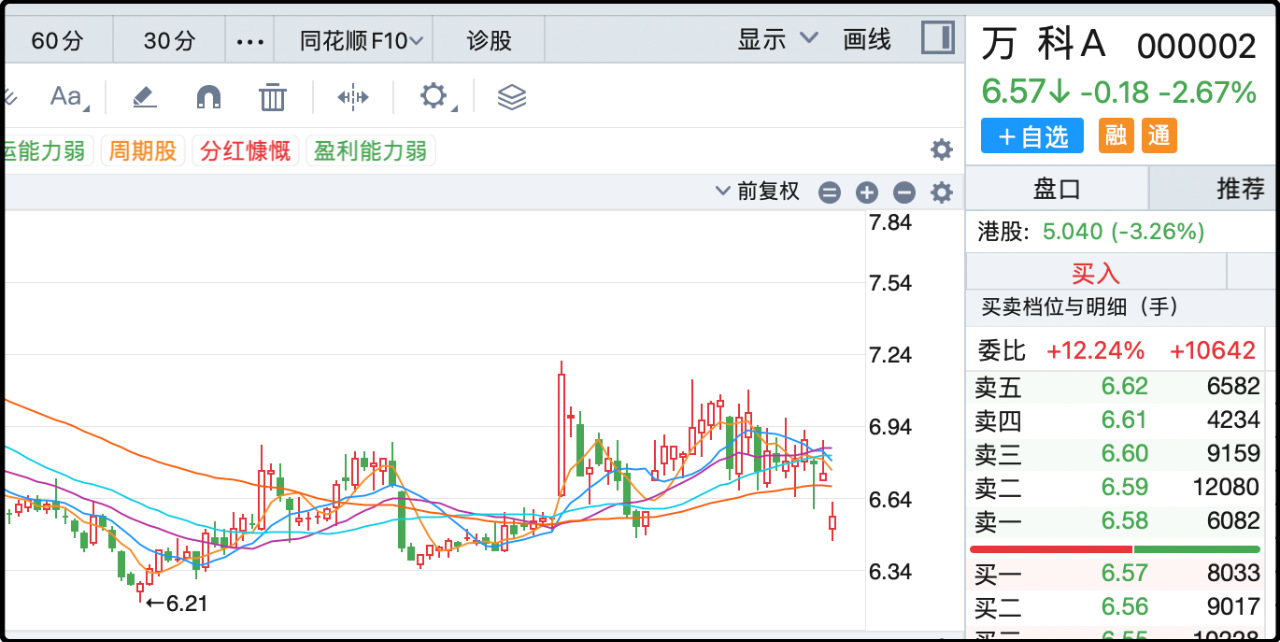 60分 30分 ••• 同花顺F10 诊股 显示 画线
Aa
运能力弱 周期股 分红慷慨 盈利能力弱
前复权
7.84
7.54
7.24
6.94
6.64
6.34
←6.21
万 科A 000002
6.57↓ -0.18 -2.67%
+自选 融 通
盘口 推荐
港股: 5.040 (-3.26%)
买入
买卖档位与明细（手）
委比 +12.24% +10642
卖五 6.62 6582
卖四 6.61 4234
卖三 6.60 9159
卖二 6.59 12080
卖一 6.58 6082
买一 6.57 8033
买二 6.56 9017